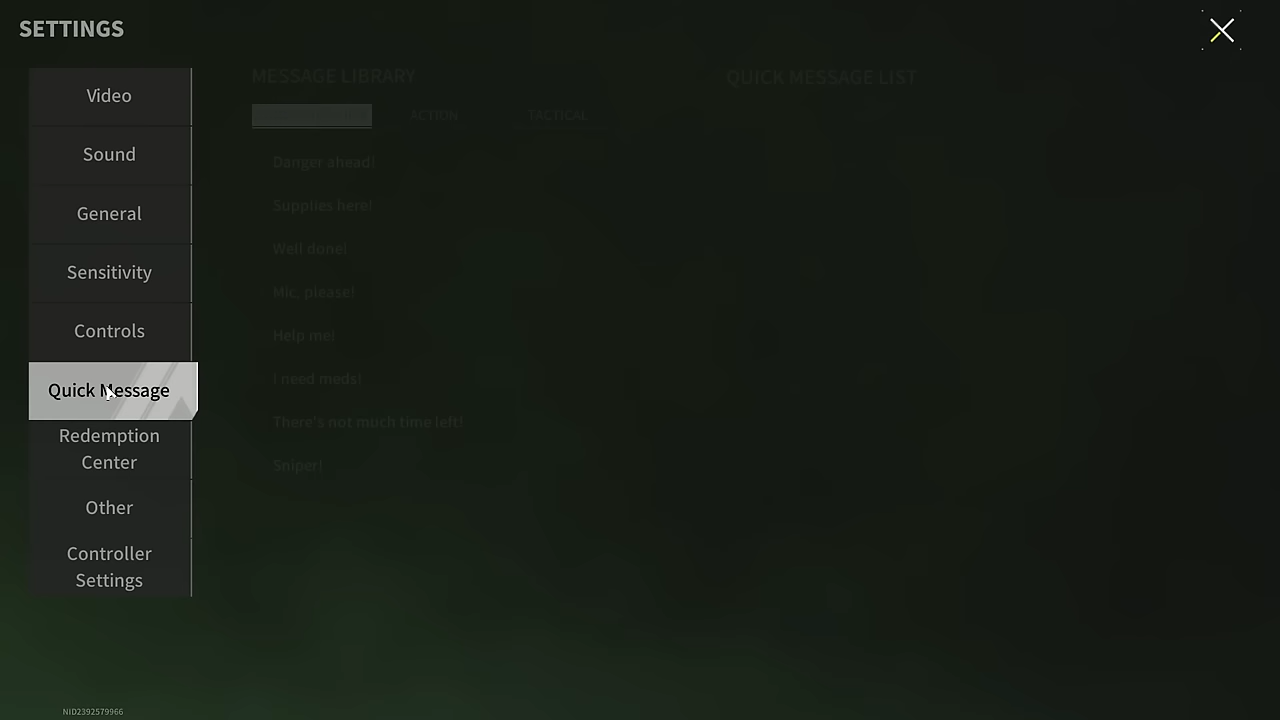 SETTINGS
Video
Sound
General
Sensitivity
Controls
Quick Message
Redemption
Center
Other
Controller
Settings
MESSAGE LIBRARY
ACTION
TACTICAL
Danger ahead!
Supplies here!
Well done!
Mic, please!
Help me!
I need meds!
There's not much time left!
Sniper!
QUICK MESSAGE LIST
NID2392579966